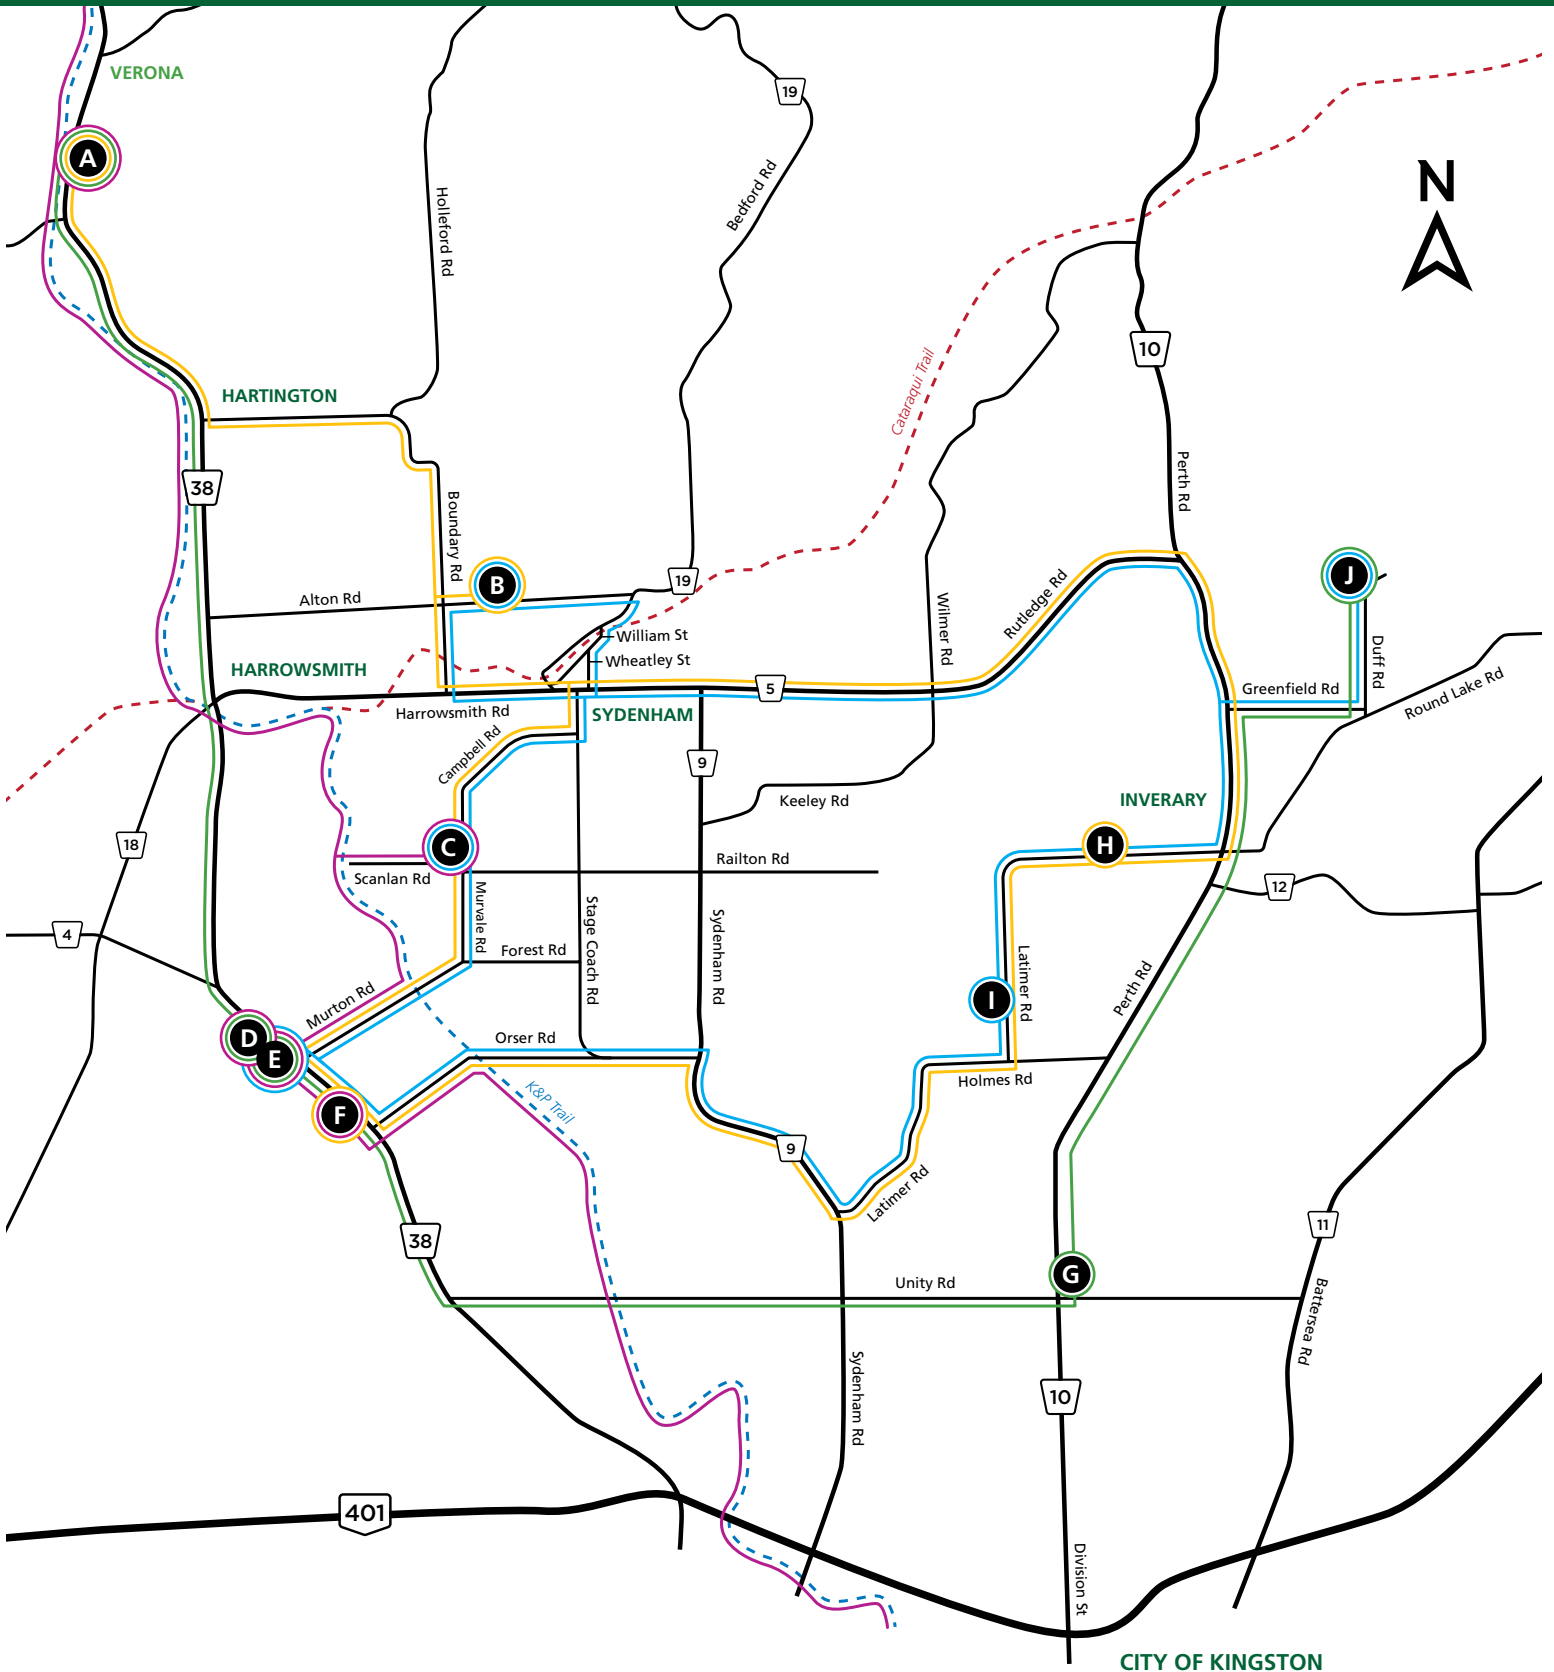 VERONA
19
A
N
Bedford Rd
Holleford Rd
10
Cataraqui Trail
HARTINGTON
38
Perth Rd
Boundary Rd
B
19
J
Alton Rd
Rutledge Rd
Wilmer Rd
William St
Duff Rd
Wheatley St
HARROWSMITH
5
Greenfield Rd
Round Lake Rd
Harrowsmith Rd
SYDENHAM
Campbell Rd
9
INVERARY
Keeley Rd
18
C
H
Railton Rd
Scanlan Rd
12
Murvale Rd
Stage Coach Rd
Sydenham Rd
4
Forest Rd
Latimer Rd
Perth Rd
I
Murton Rd
D
Orser Rd
E
Holmes Rd
K&P Trail
F
9
Latimer Rd
11
38
G
Unity Rd
Battersea Rd
Sydenham Rd
10
401
Division St
CITY OF KINGSTON